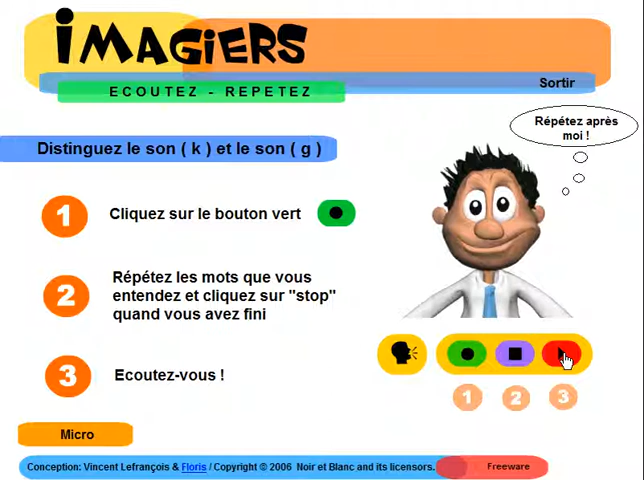 iMAGiERS
ECOUTEZ - REPETEZ
Sortir
Répétez après
moi !
Distinguez le son ( k ) et le son ( g )
1 Cliquez sur le bouton vert
2 Répétez les mots que vous
entendez et cliquez sur "stop"
quand vous avez fini
3 Ecoutez-vous !
1 2 3
Micro
Conception: Vincent Lefrançois & Floris / Copyright © 2006 Noir et Blanc and its licensors.
Freeware